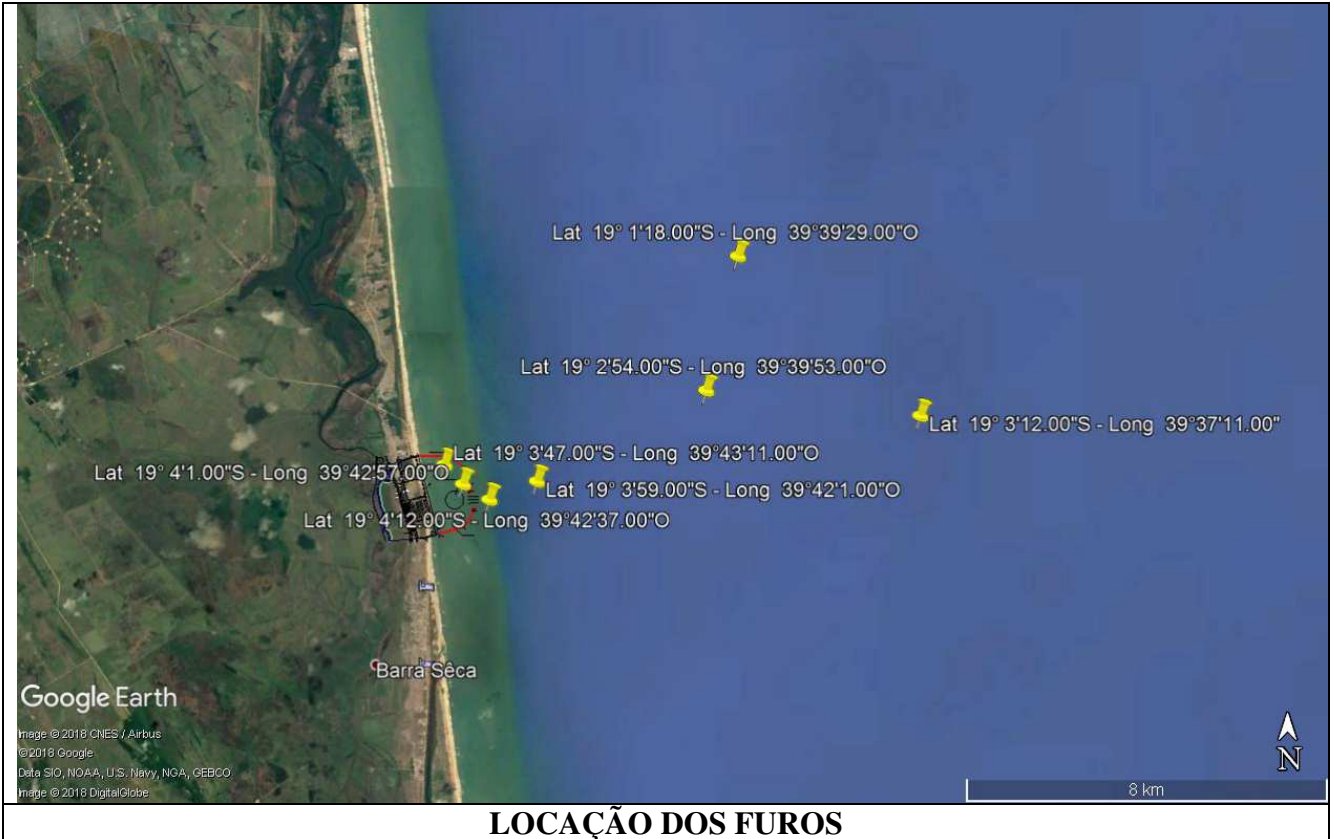 Lat 19° 1'18.00"S - Long 39°39'29.00"O
Lat 19° 2'54.00"S - Long 39°39'53.00"O
Lat 19° 3'12.00"S - Long 39°37'11.00"
Lat 19° 3'47.00"S - Long 39°43'11.00"O
Lat 19° 4'1.00"S - Long 39°42'57.00"O
Lat 19° 3'59.00"S - Long 39°42'1.00"O
Lat 19° 4'12.00"S - Long 39°42'37.00"O
Barra Sêca
Google Earth
Image © 2018 CNES / Airbus
© 2018 Google
Data SIO, NOAA, U.S. Navy, NGA, GEBCO
Image © 2018 DigitalGlobe
N
8 km
LOCAÇÃO DOS FUROS